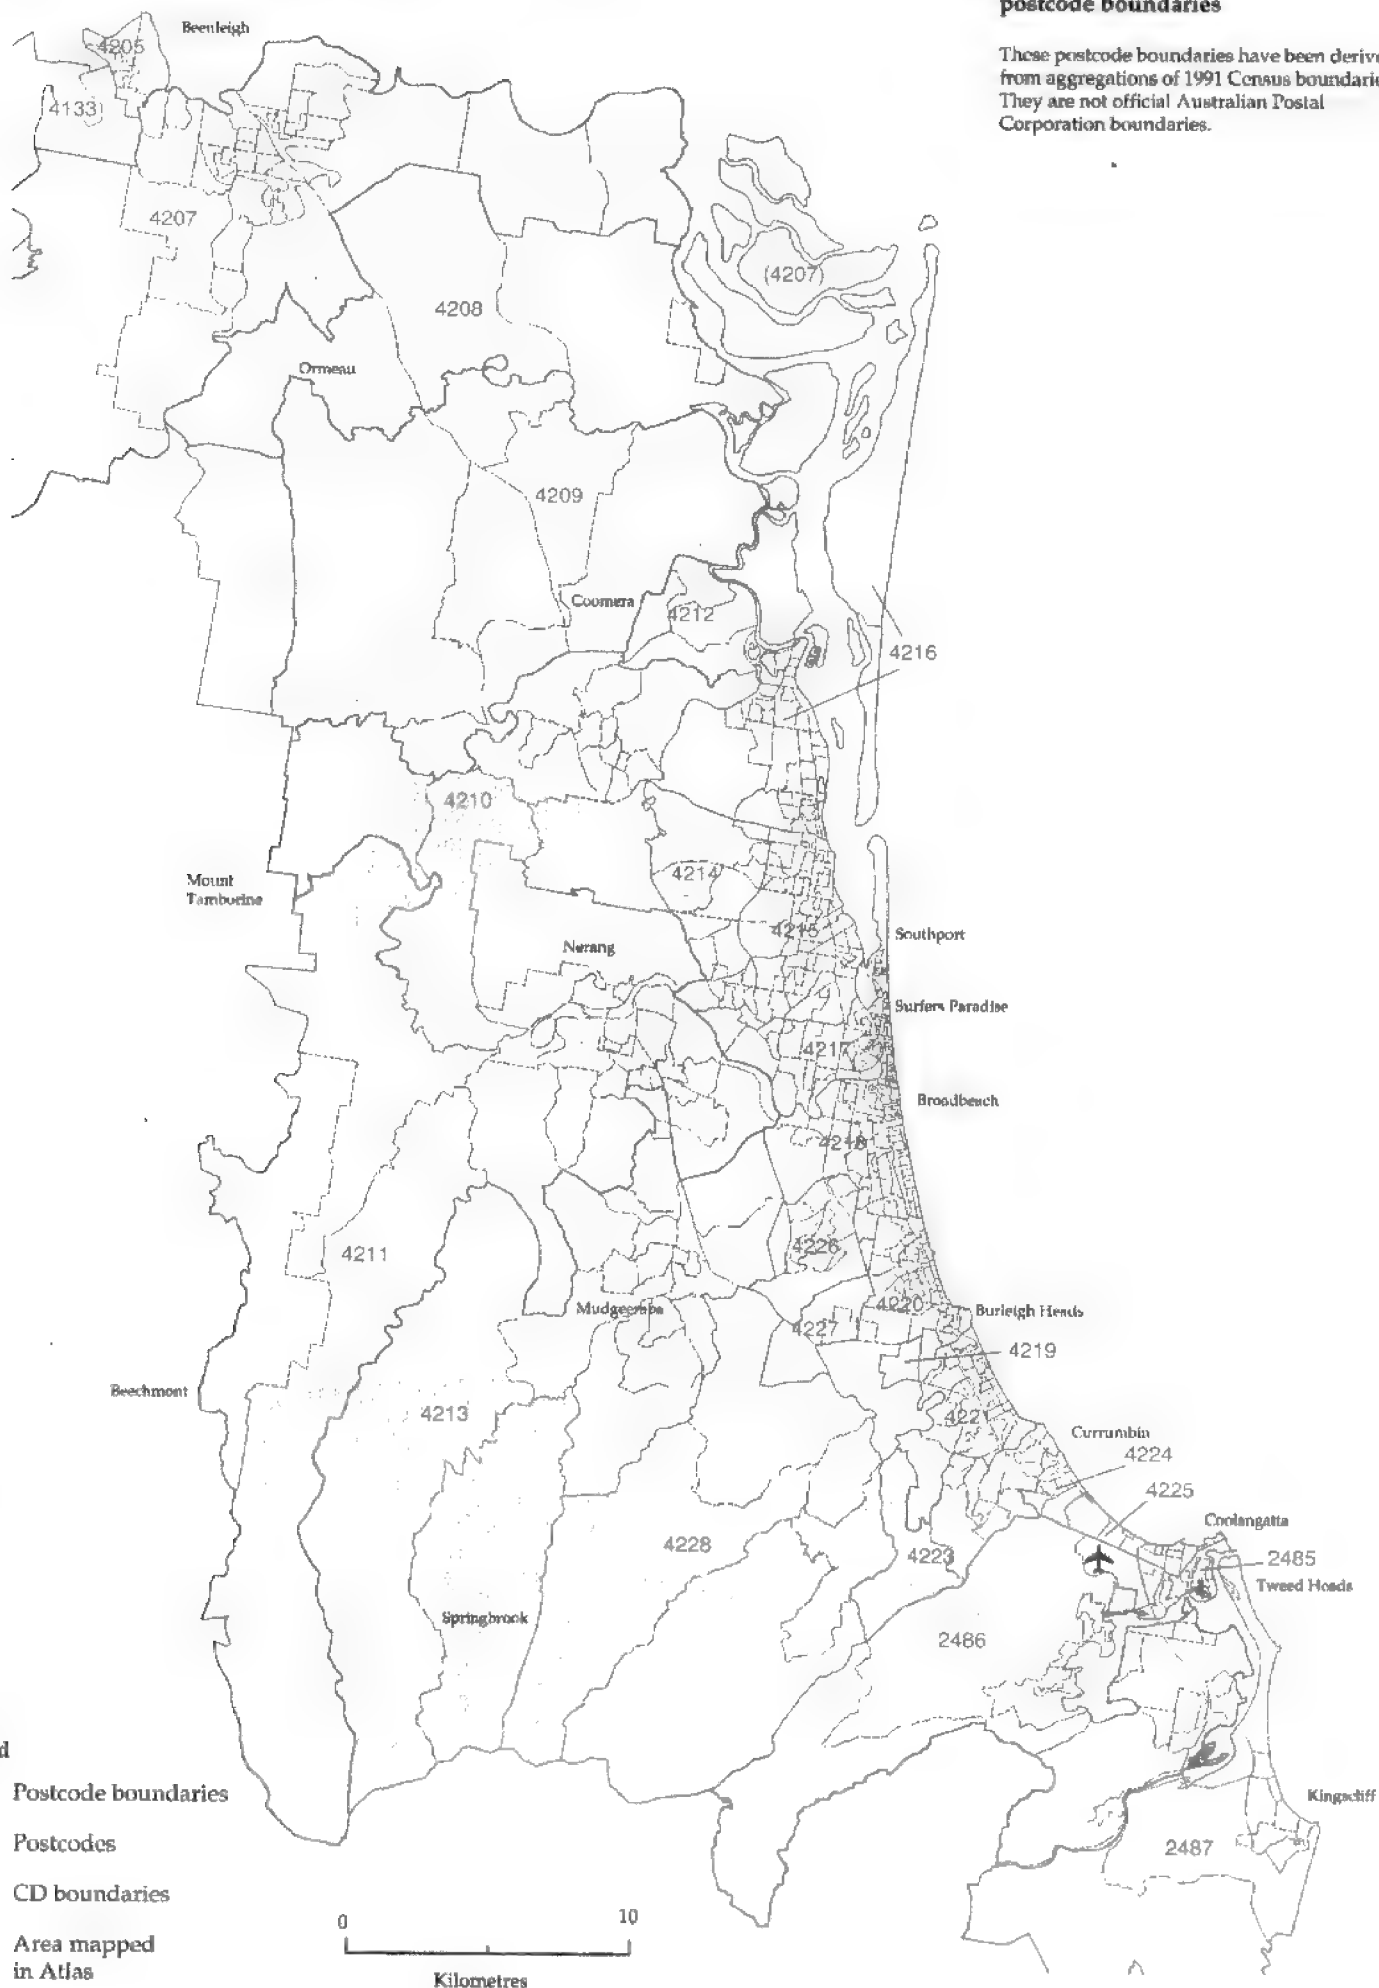 postcode boundaries
These postcode boundaries have been
from aggregations of 1991 Census
They are not official Australian Postal
Corporation boundaries.
Beenleigh
4205
4133
4207
(4207)
4208
Ormeau
4209
Coomera
4212
4216
4210
Mount
Tamborine
4214
4215
Southport
Nerang
Surfers Paradise
4217
Broadbeach
4218
4211
4226
Mudgeeraba
4220
Burleigh Heads
4227
4219
Beechmont
4213
4221
Currumbin
4224
4225
Coolangatta
4228
4223
2485
Tweed Heads
Springbrook
2486
Postcode boundaries
Kingscliff
Postcodes
2487
CD boundaries
0
10
Area mapped
in Atlas
Kilometres